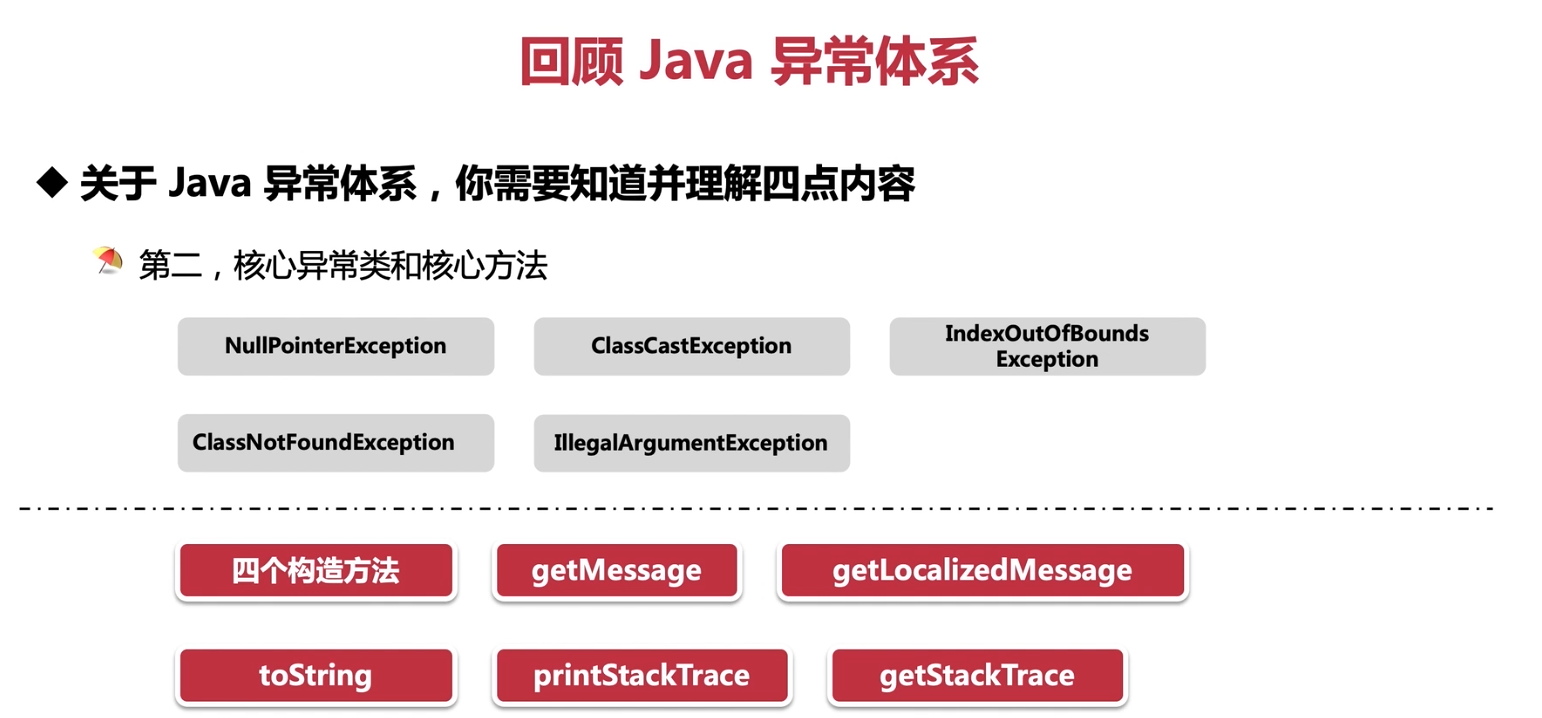 回顾 Java 异常体系
◆ 关于 Java 异常体系，你需要知道并理解四点内容
第二，核心异常类和核心方法
NullPointerException
ClassCastException
IndexOutOfBounds
Exception
ClassNotFoundException
IllegalArgumentException
四个构造方法
getMessage
getLocalizedMessage
toString
printStackTrace
getStackTrace